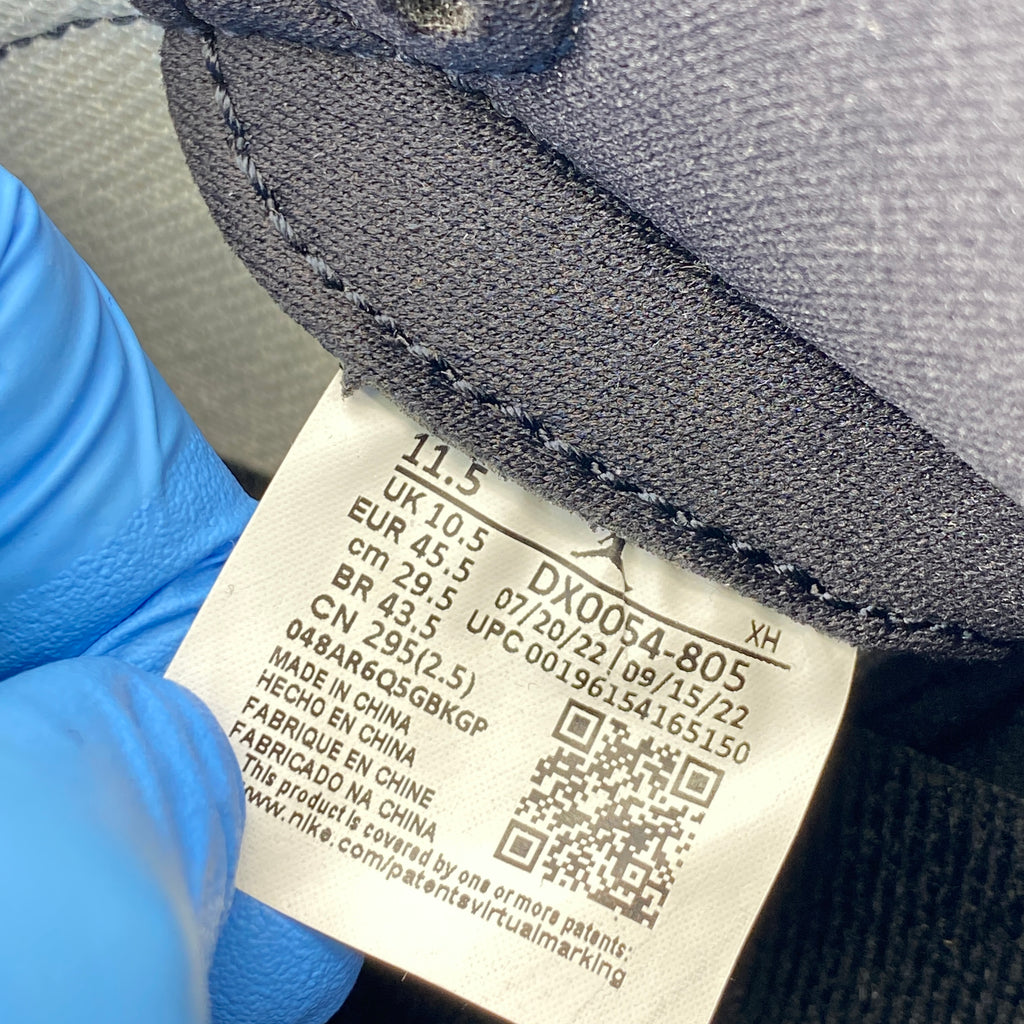 11.5
UK 10.5
EUR 45.5
cm 29.5
BR 43.5
CN 295(2.5)
048AR6Q5GBKGP
MADE IN CHINA
HECHO EN CHINA
FABRIQUE EN CHINE
FABRICADO NA CHINA
This product is covered by one or more patents:
www.nike.com/patentsvirtualmarking
XH
DX0054-805
07/20/22 | 09/15/22
UPC 00196154165150